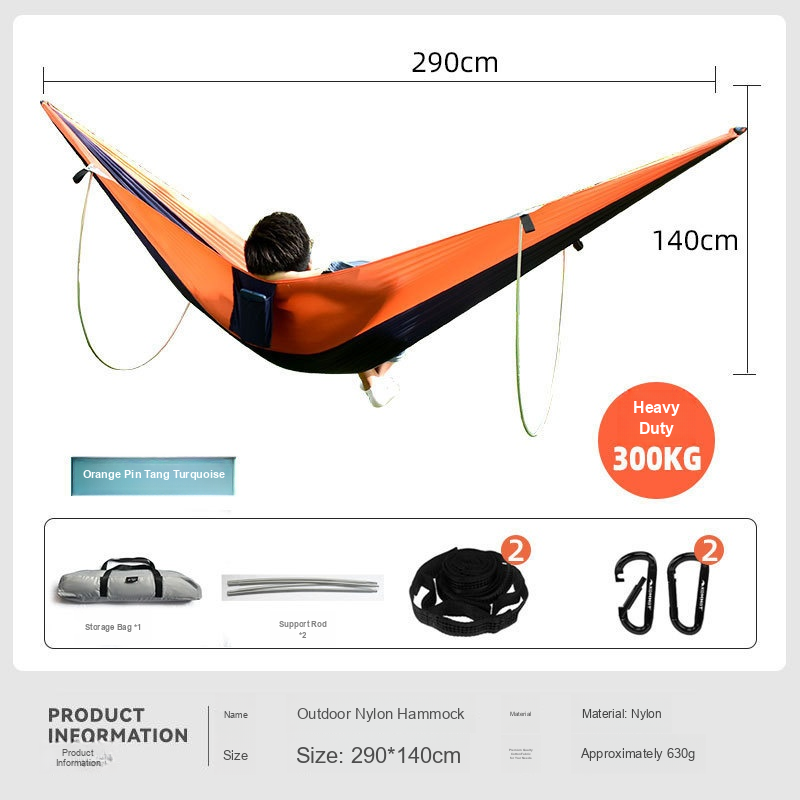 290cm
140cm
Heavy
Duty
300KG
Orange Pin Tang Turquoise
2
2
Storage Bag *1
Support Rod
*2
PRODUCT
INFORMATION
Product
Information
Name
Outdoor Nylon Hammock
Material
Material: Nylon
Size
Size: 290*140cm
Approximately 630g